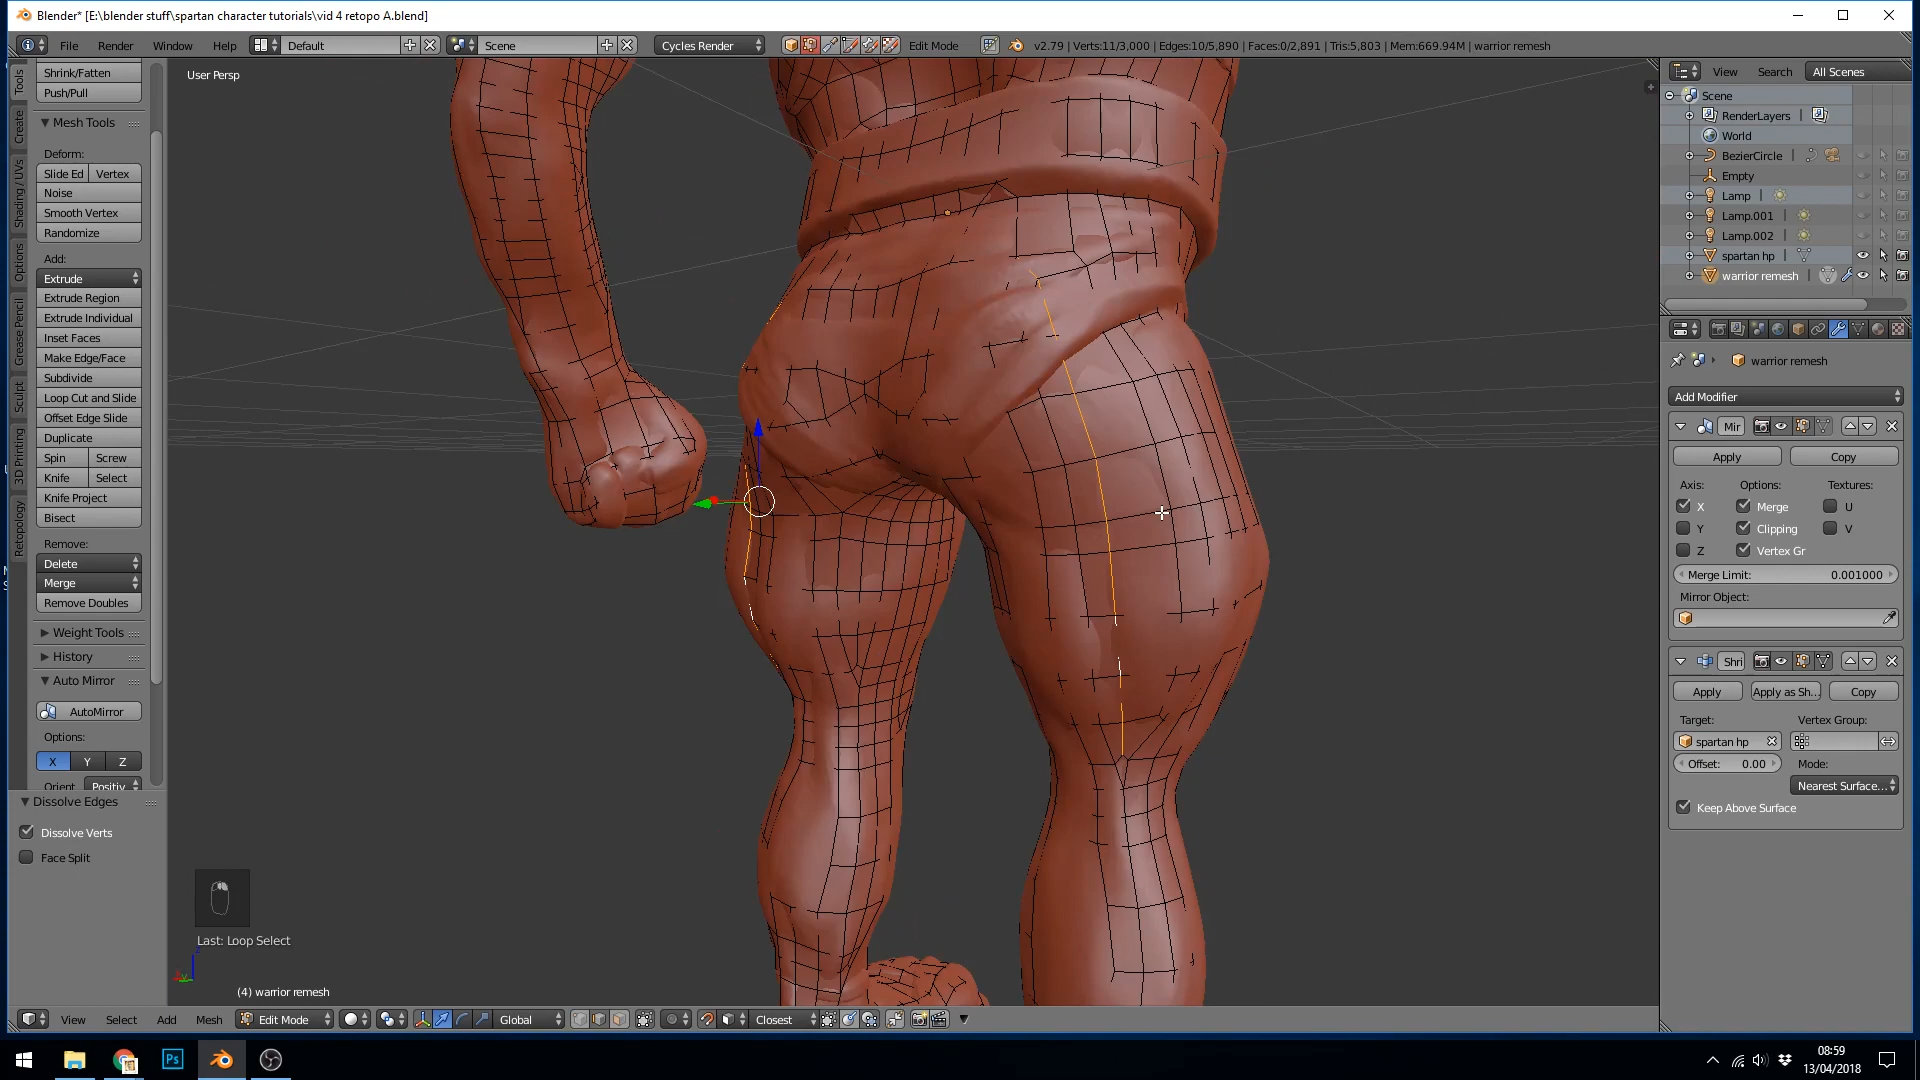 Blender* [E:\blender stuff\spartan character tutorials\vid 4 retopo A.blend]
File Render Window Help Default Scene Cycles Render Edit Mode v2.79 | Verts:11/3,000 | Edges:10/5,890 | Faces:0/2,891 | Tris:5,803 | Mem:669.94M | warrior remesh
User Persp
Tools
Create
Shading / UVs
Options
Grease Pencil
Sculpt
3D Printing
Retopology
Shrink/Fatten
Push/Pull
Mesh Tools
Deform:
Slide Ed Vertex
Noise
Smooth Vertex
Randomize
Add:
Extrude
Extrude Region
Extrude Individual
Inset Faces
Make Edge/Face
Subdivide
Loop Cut and Slide
Offset Edge Slide
Duplicate
Spin Screw
Knife Select
Knife Project
Bisect
Remove:
Delete
Merge
Remove Doubles
Weight Tools
History
Auto Mirror
AutoMirror
Options:
X Y Z
Orient Positiv
Dissolve Edges
Dissolve Verts
Face Split
Last: Loop Select
(4) warrior remesh
View Select Add Mesh Edit Mode Global Closest
View Search All Scenes
Scene
RenderLayers |
World
BezierCircle |
Empty
Lamp |
Lamp.001
Lamp.002
spartan hp |
warrior remesh |
warrior remesh
Add Modifier
Mir
Apply Copy
Axis: Options: Textures:
X Merge U
Y Clipping V
Z Vertex Gr
Merge Limit: 0.001000
Mirror Object:
Shri
Apply Apply as Sh... Copy
Target: Vertex Group:
spartan hp
Offset: 0.00 Mode:
Nearest Surface...
Keep Above Surface
Ps
08:59
13/04/2018